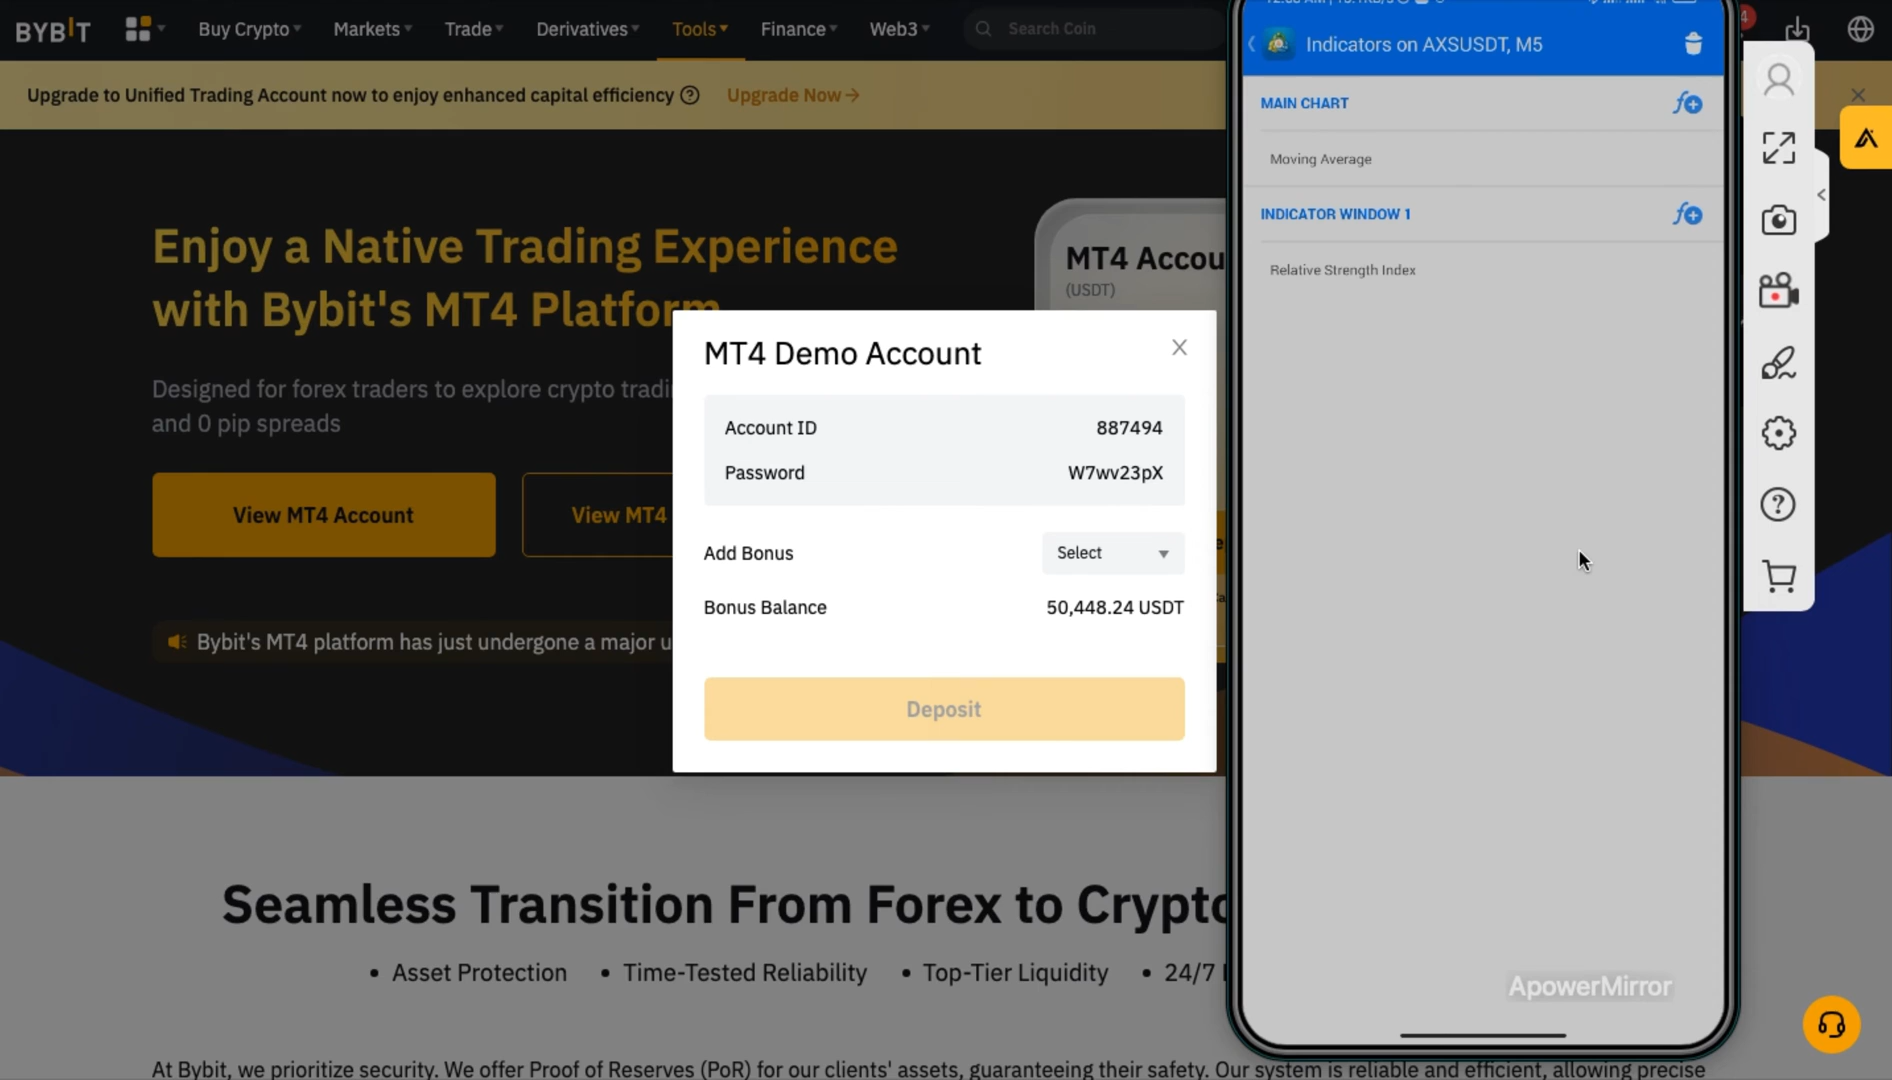 BYBIT
Buy Crypto
Markets
Trade
Derivatives
Tools
Finance
Web3
Search Coin
4
Indicators on AXSUSDT, M5
Upgrade to Unified Trading Account now to enjoy enhanced capital efficiency
Upgrade Now
MAIN CHART
Moving Average
INDICATOR WINDOW 1
Relative Strength Index
Enjoy a Native Trading Experience
with Bybit's MT4 Platform
MT4 Accou
(USDT)
Designed for forex traders to explore crypto tradi
and 0 pip spreads
View MT4 Account
View MT4
Bybit's MT4 platform has just undergone a major u
MT4 Demo Account
Account ID 887494
Password W7wv23pX
Add Bonus Select
Bonus Balance 50,448.24 USDT
Deposit
Seamless Transition From Forex to Crypto
• Asset Protection • Time-Tested Reliability • Top-Tier Liquidity • 24/7
ApowerMirror
At Bybit, we prioritize security. We offer Proof of Reserves (PoR) for our clients' assets, guaranteeing their safety. Our system is reliable and efficient, allowing precise